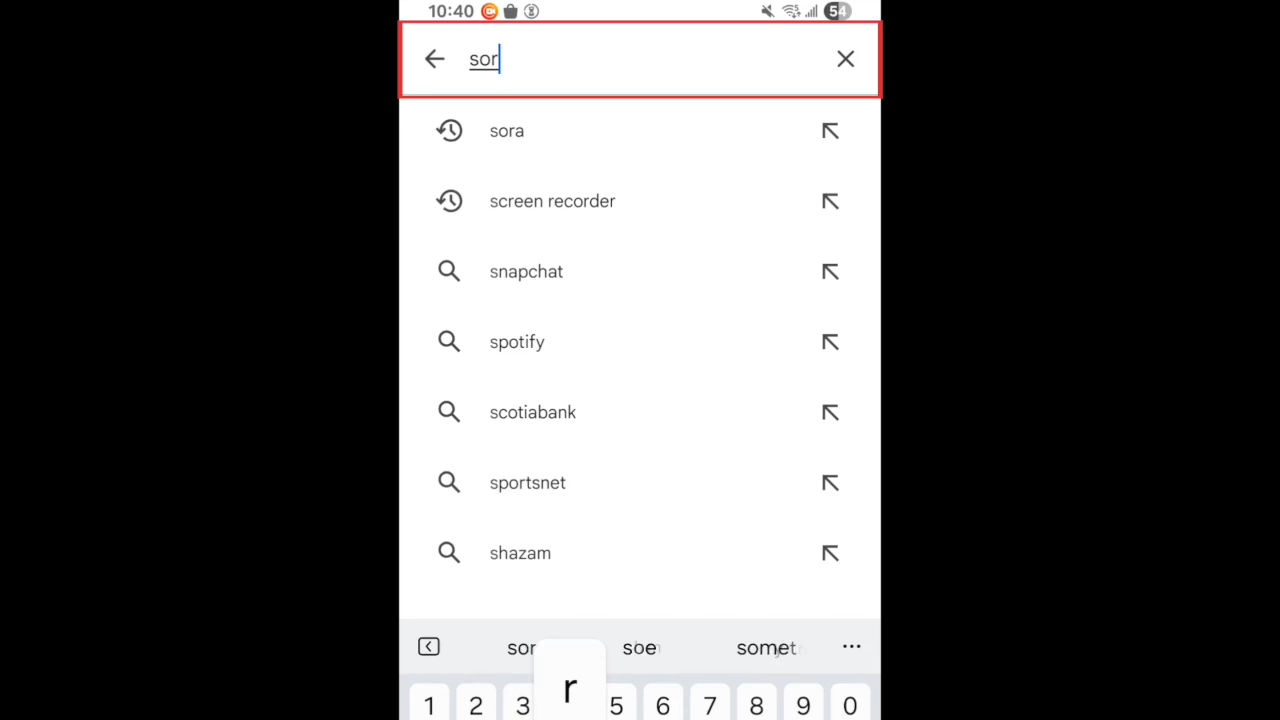 10:40 54
sor
sora
screen recorder
snapchat
spotify
scotiabank
sportsnet
shazam
sor soe somet
r
1 2 3 5 6 7 8 9 0